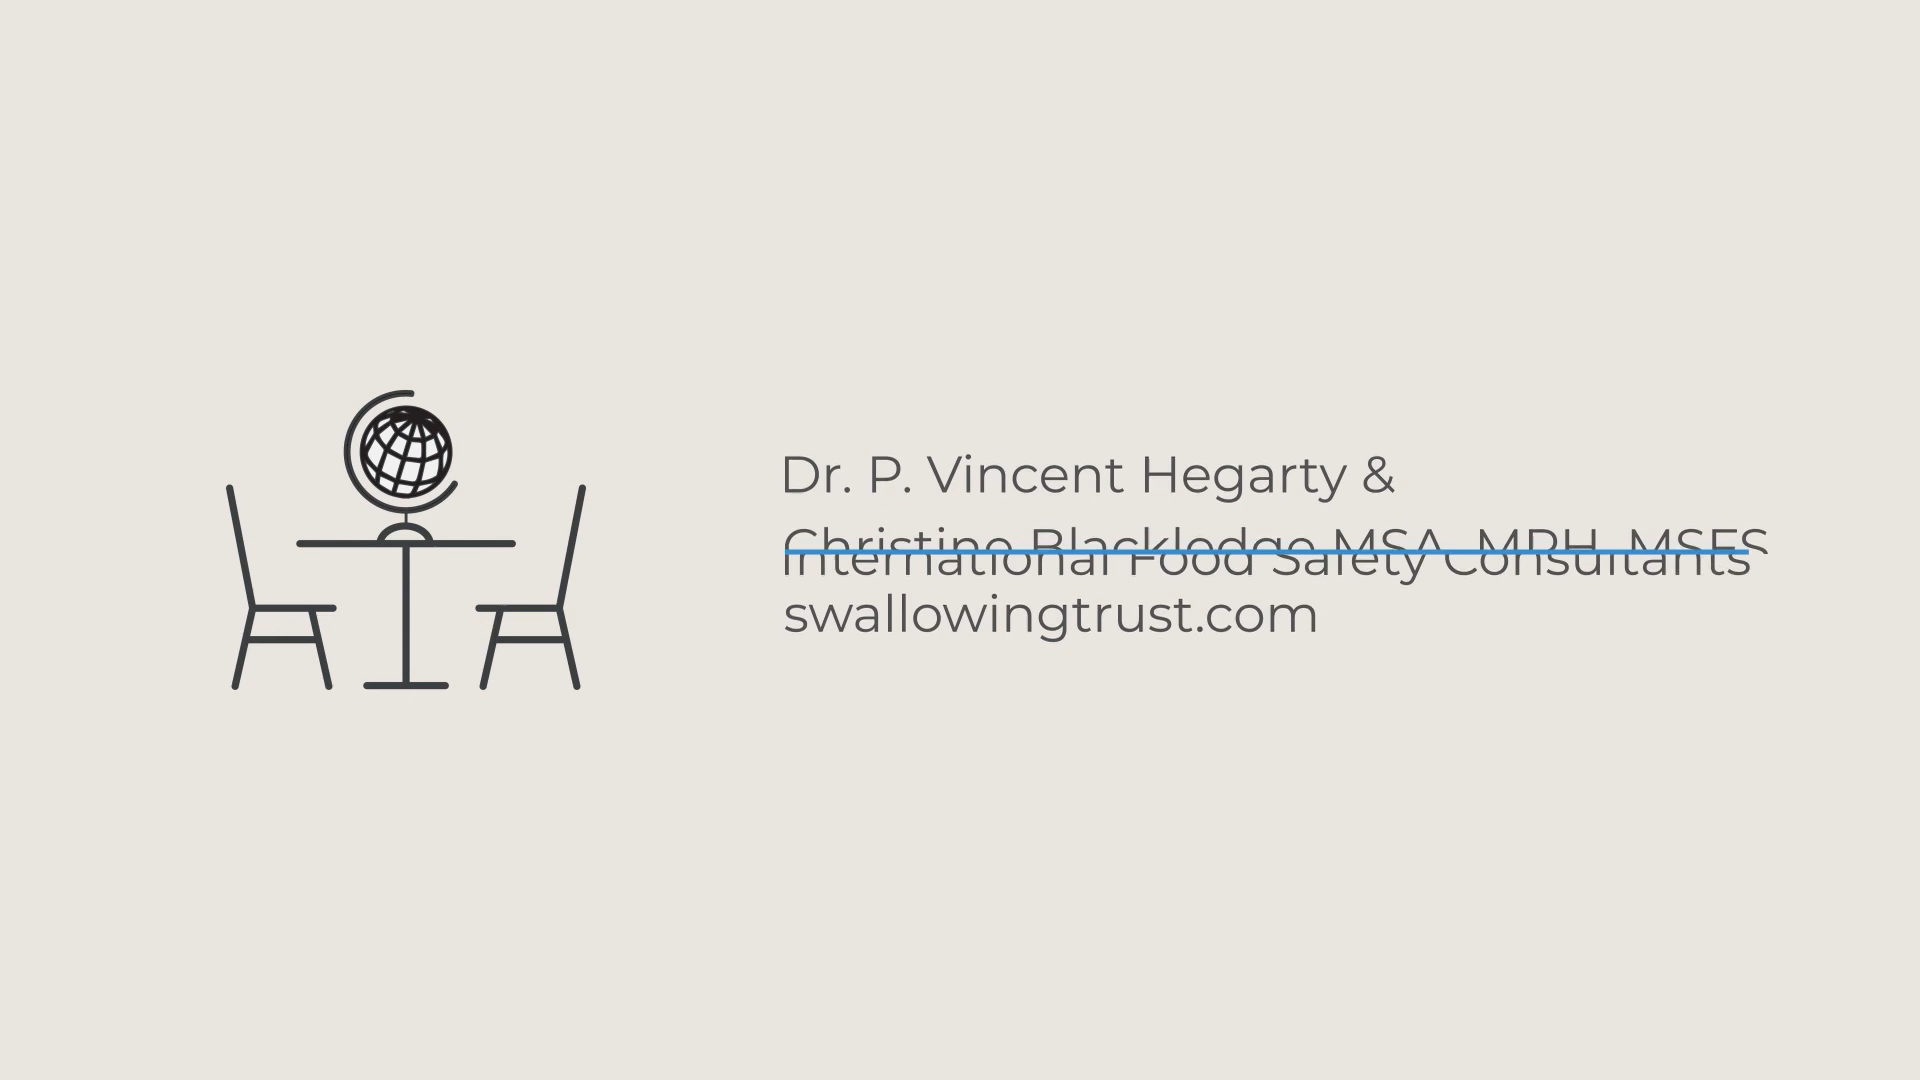 Dr. P. Vincent Hegarty &
Christine Blackledge MSA, MPH, MSFS
International Food Safety Consultants
swallowingtrust.com